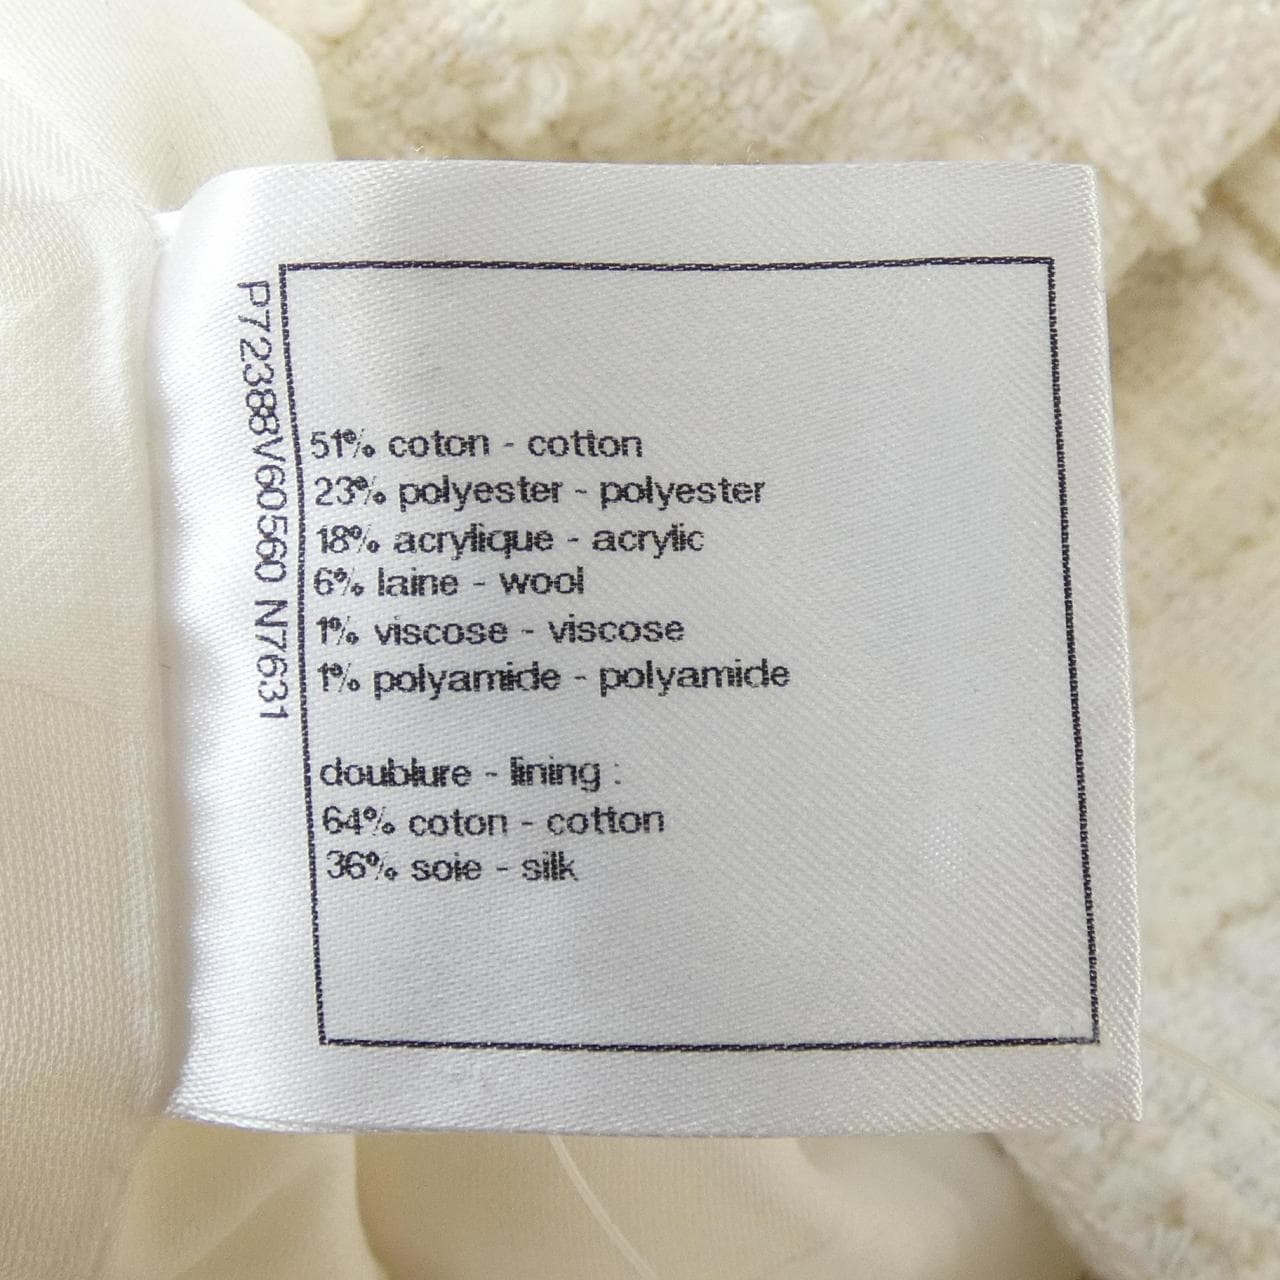 P72388V60560 N7631
51% coton - cotton
23% polyester - polyester
18% acrylique - acrylic
6% laine - wool
1% viscose - viscose
1% polyamide - polyamide
doublure - lining :
64% coton - cotton
36% soie - silk